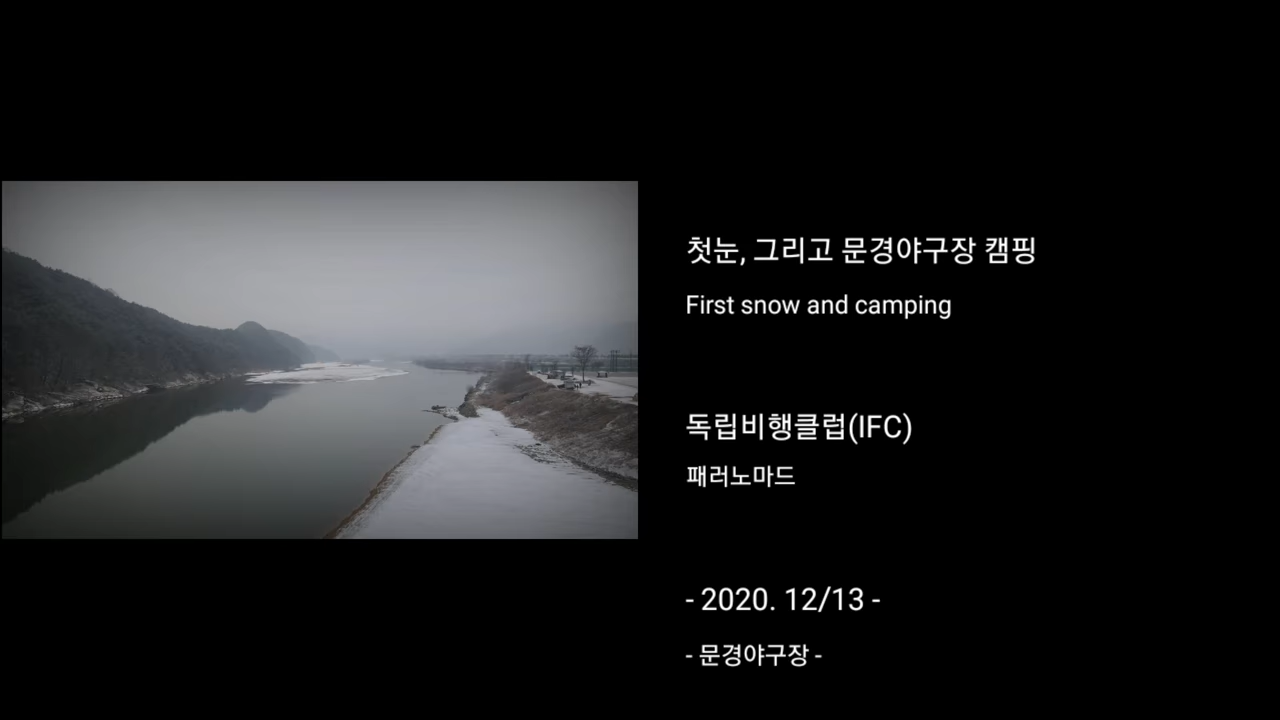 첫눈, 그리고 문경야구장 캠핑
First snow and camping
독립비행클럽(IFC)
패러노마드
- 2020. 12/13 -
- 문경야구장 -